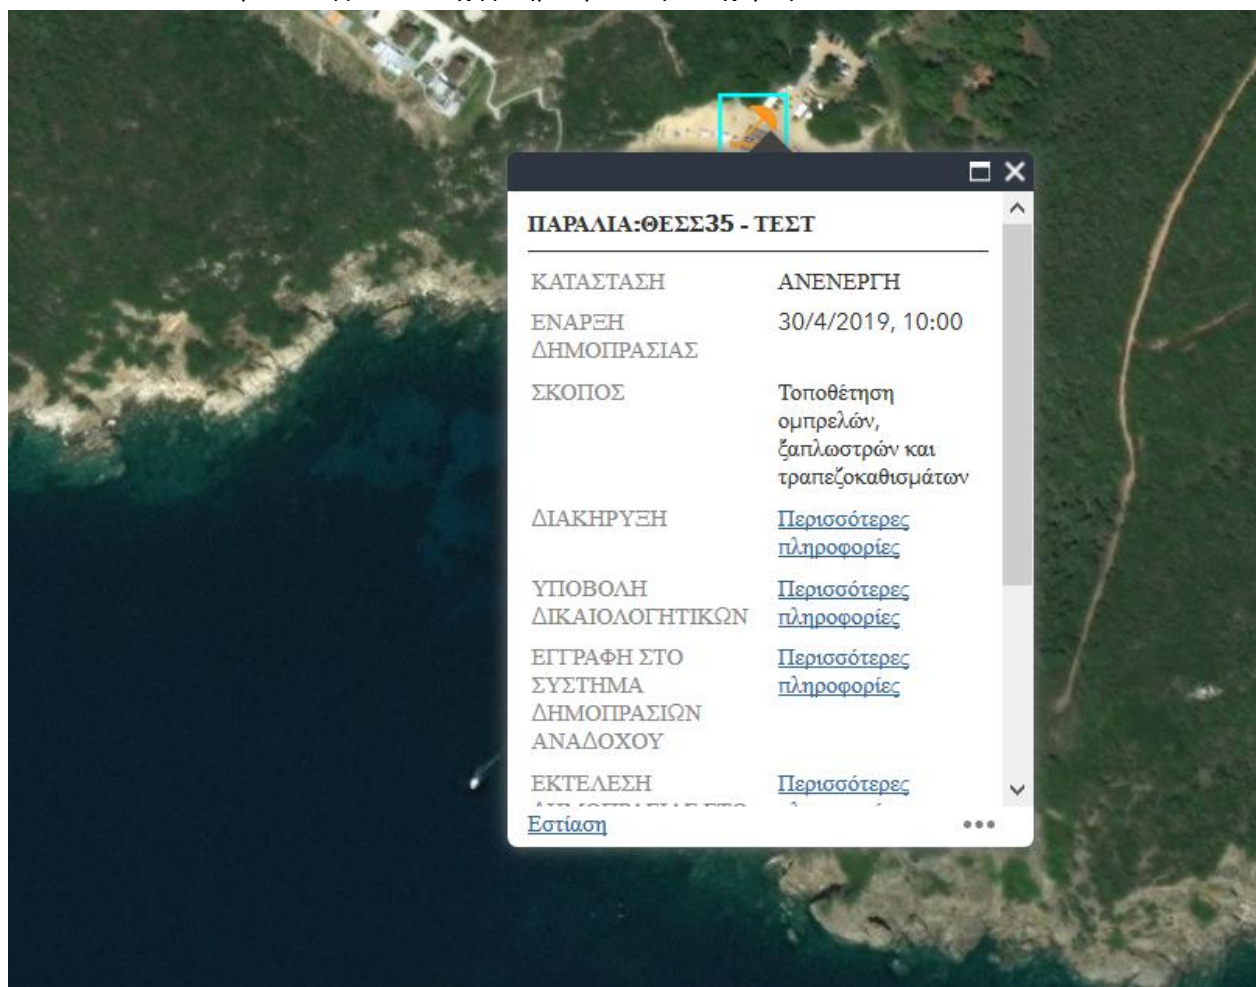 ΠΑΡΑΛΙΑ:ΘΕΣΣ35 - ΤΕΣΤ
ΚΑΤΑΣΤΑΣΗ ΑΝΕΝΕΡΓΗ
ΕΝΑΡΞΗ 30/4/2019, 10:00
ΔΗΜΟΠΡΑΣΙΑΣ
ΣΚΟΠΟΣ Τοποθέτηση
ομπρελών,
ξαπλωστρών και
τραπεζοκαθισμάτων
ΔΙΑΚΗΡΥΞΗ Περισσότερες
πληροφορίες
ΥΠΟΒΟΛΗ Περισσότερες
ΔΙΚΑΙΟΛΟΓΗΤΙΚΩΝ πληροφορίες
ΕΓΓΡΑΦΗ ΣΤΟ Περισσότερες
ΣΥΣΤΗΜΑ πληροφορίες
ΔΗΜΟΠΡΑΣΙΩΝ
ΑΝΑΔΟΧΟΥ
ΕΚΤΕΛΕΣΗ Περισσότερες
Εστίαση